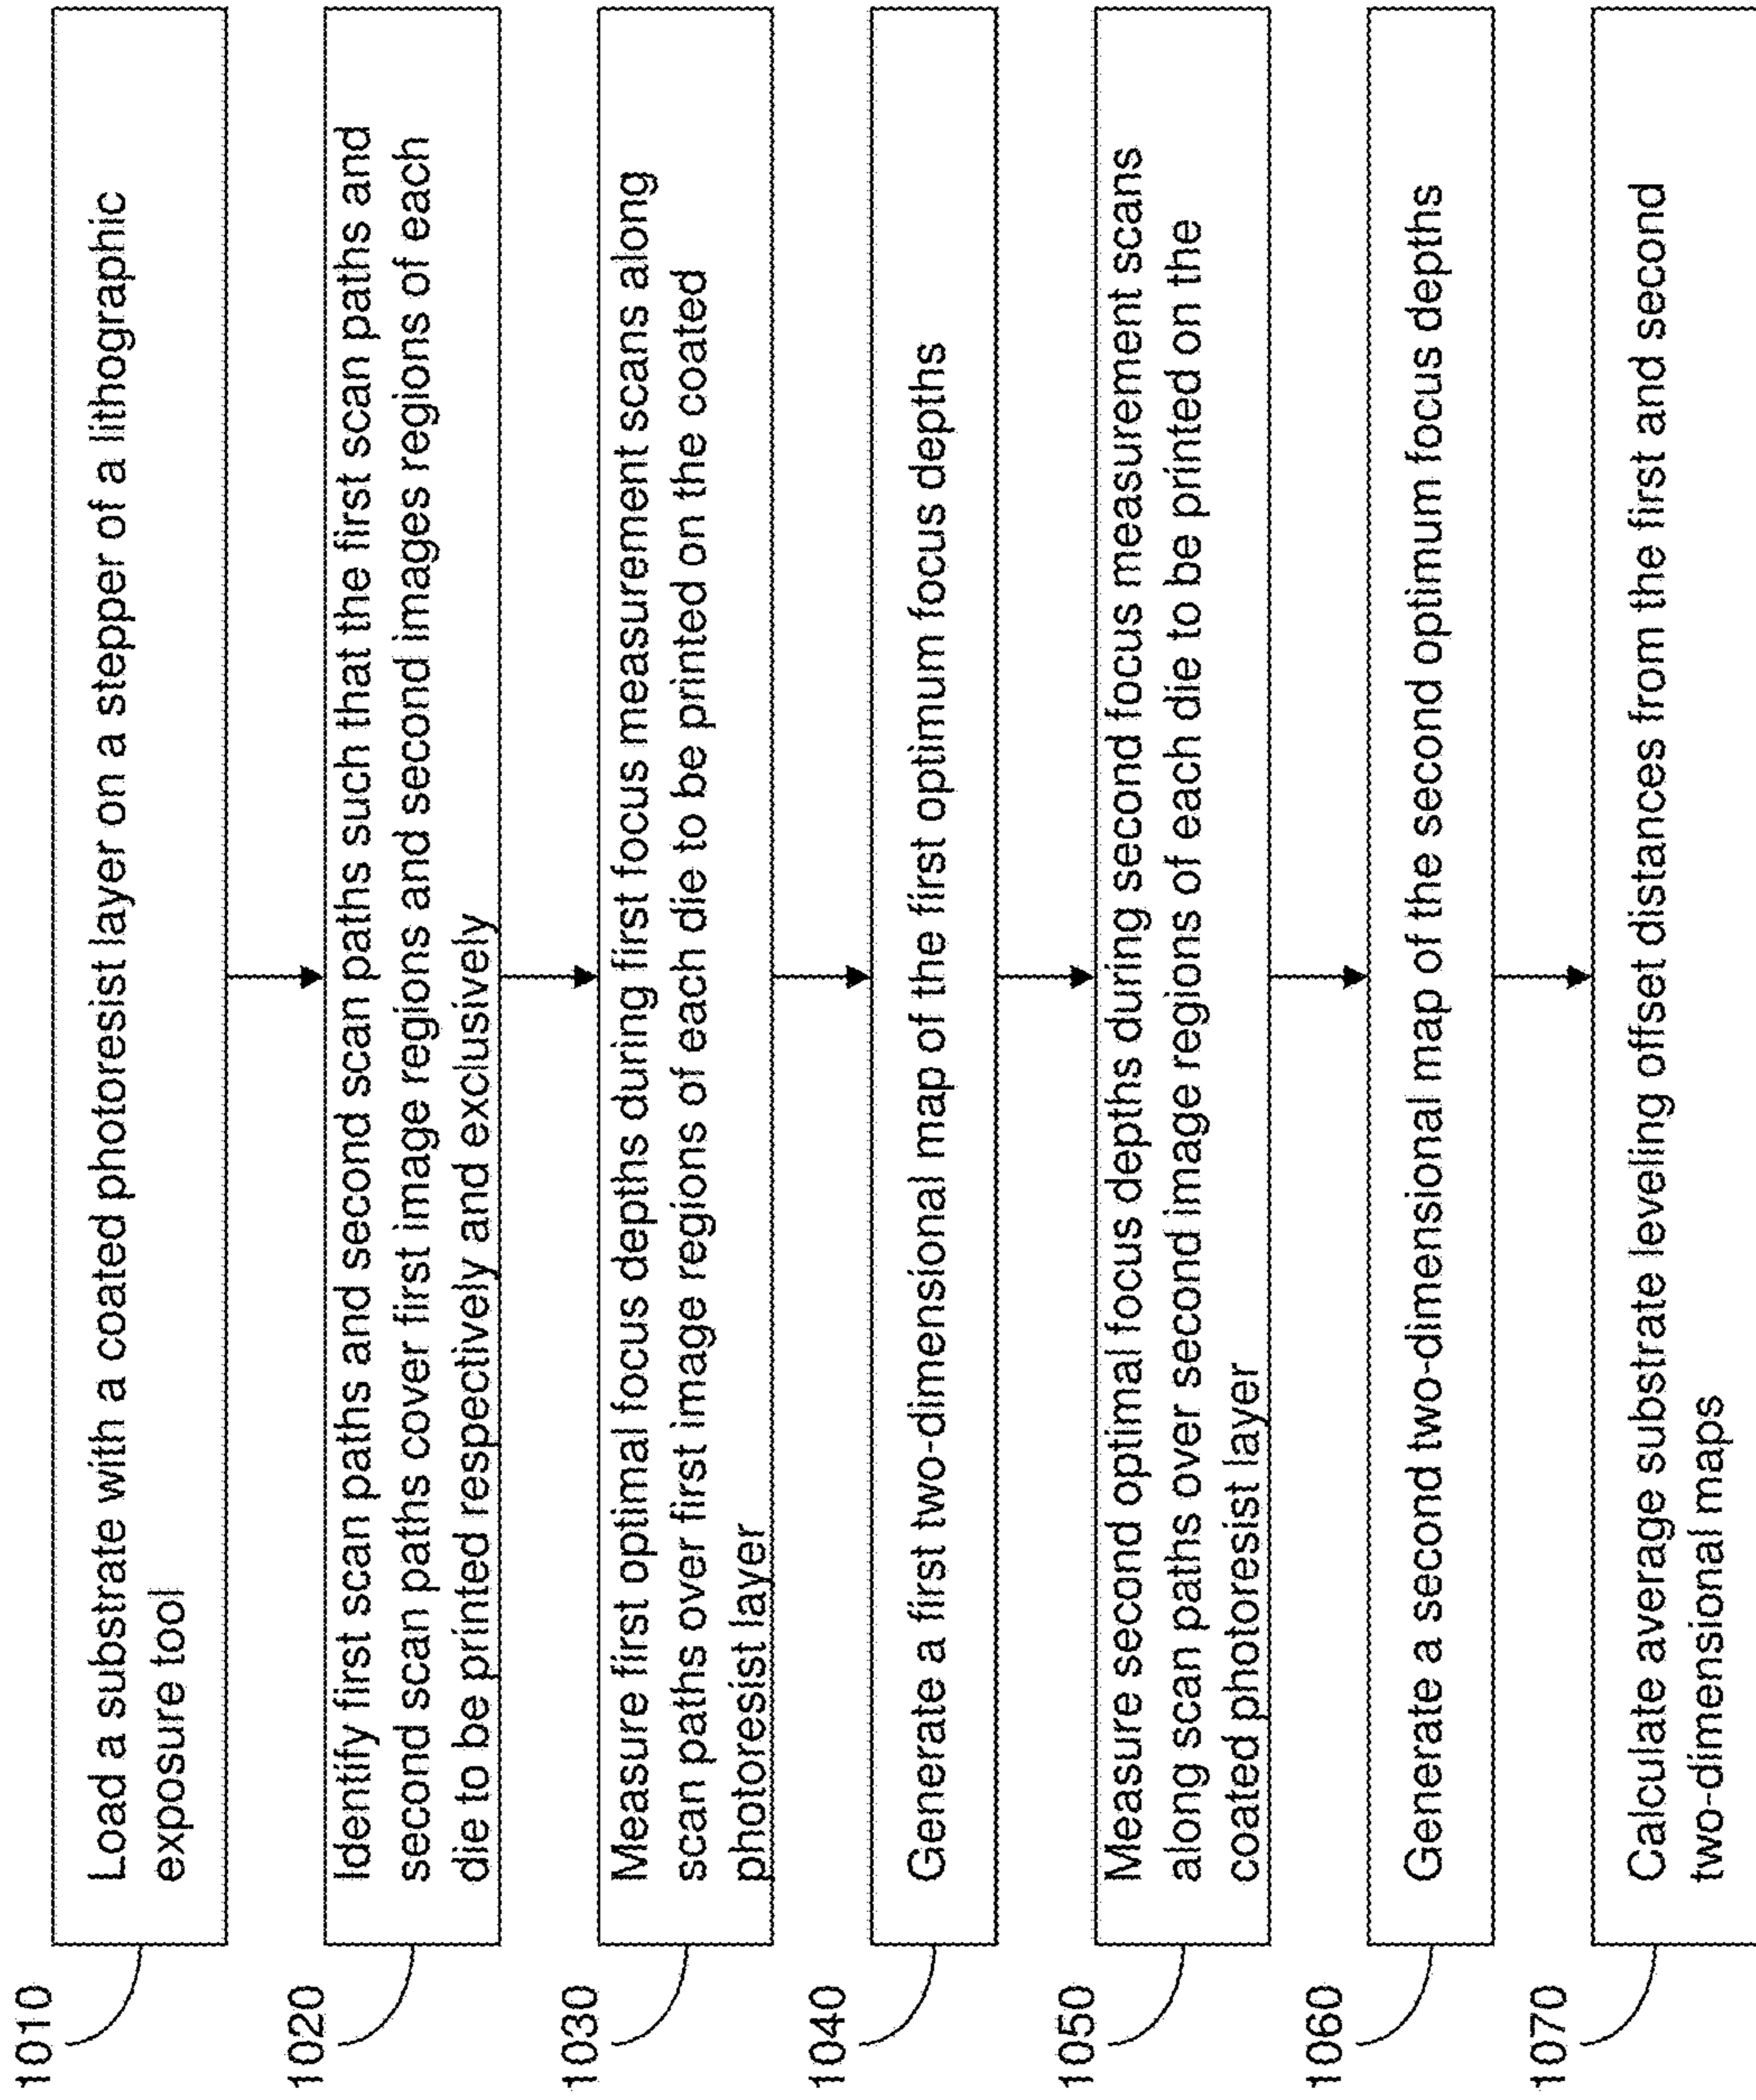 1010
Load a substrate with a coated photoresist layer on a stepper of a lithographic
exposure tool
1020
Identify first scan paths and second scan paths such that the first scan paths and
second scan paths cover first image regions and second images regions of each
die to be printed respectively and exclusively
1030
Measure first optimal focus depths during first focus measurement scans along
scan paths over first image regions of each die to be printed on the coated
photoresist layer
1040
Generate a first two-dimensional map of the first optimum focus depths
1050
Measure second optimal focus depths during second focus measurement scans
along scan paths over second image regions of each die to be printed on the
coated photoresist layer
1060
Generate a second two-dimensional map of the second optimum focus depths
1070
Calculate average substrate leveling offset distances from the first and second
two-dimensional maps